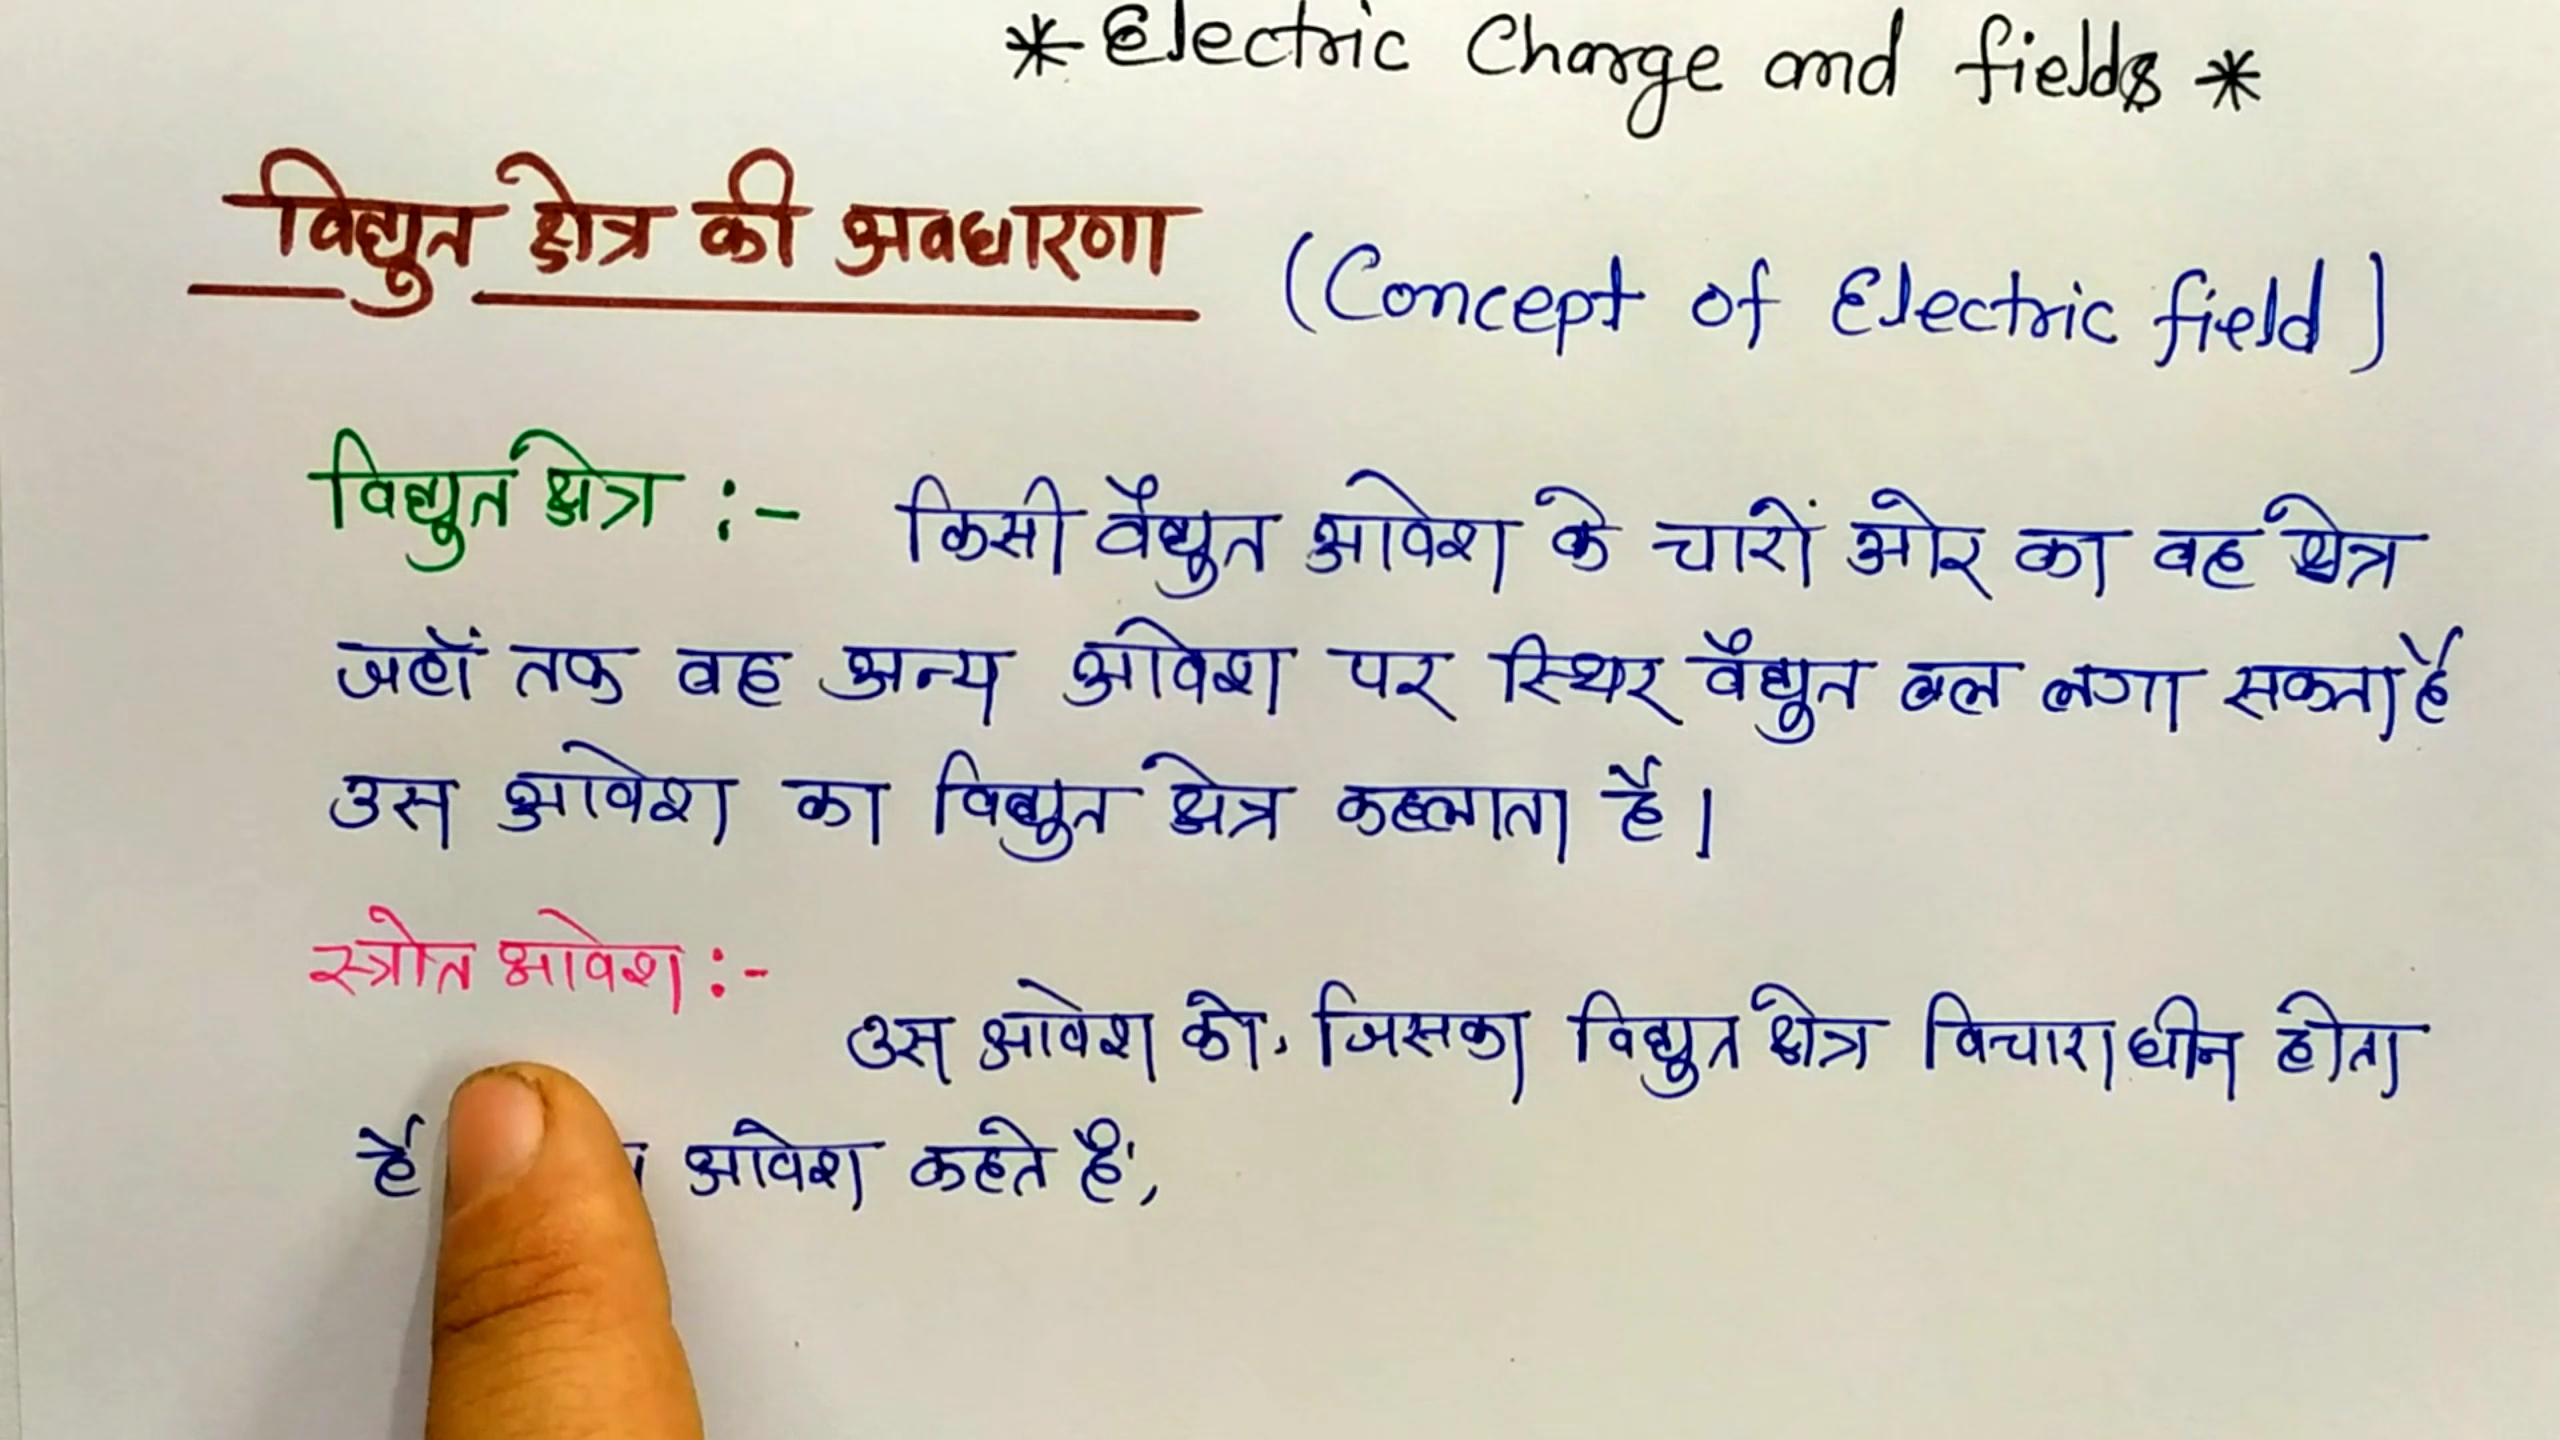 * Electric Charge and fields *
विद्युत क्षेत्र की अवधारणा
(Concept of Electric field)
विद्युत क्षेत्र :- किसी वैद्युत आवेश के चारों ओर का वह क्षेत्र
जहाँ तक वह अन्य आवेश पर स्थिर वैद्युत बल लगा सकता है
उस आवेश का विद्युत क्षेत्र कहलाता है।
स्त्रोत आवेश :-
उस आवेश को, जिसका विद्युत क्षेत्र विचाराधीन होता
है आवेश कहते हैं,